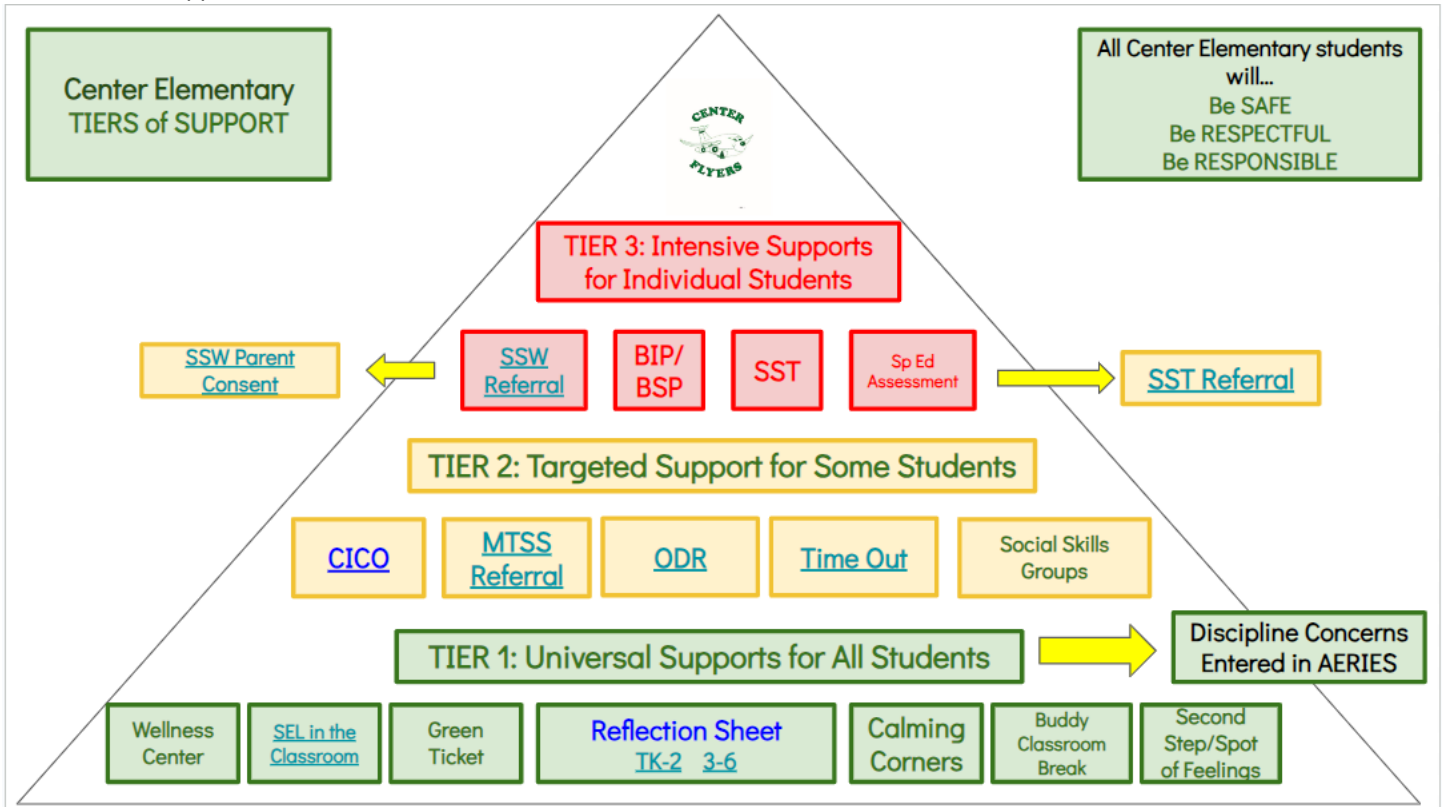 Center Elementary
TIERS of SUPPORT
All Center Elementary students
will...
Be SAFE
Be RESPECTFUL
Be RESPONSIBLE
CENTER
FLYERS
TIER 3: Intensive Supports
for Individual Students
SSW Parent
Consent
SSW
Referral
BIP/
BSP
SST
Sp Ed
Assessment
SST Referral
TIER 2: Targeted Support for Some Students
CICO
MTSS
Referral
ODR
Time Out
Social Skills
Groups
TIER 1: Universal Supports for All Students
Discipline Concerns
Entered in AERIES
Wellness
Center
SEL in the
Classroom
Green
Ticket
Reflection Sheet
TK-2 3-6
Calming
Corners
Buddy
Classroom
Break
Second
Step/Spot
of Feelings